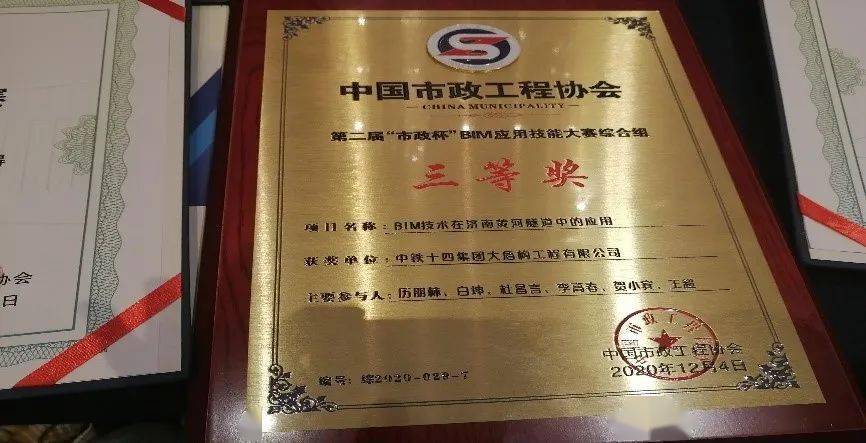 中国市政工程协会
CHINA MUNICIPALITY
第二届“市政杯”BIM应用技能大赛综合组
三等奖
项目名称：BIM技术在济南黄河隧道中的应用
获奖单位：中铁十四集团大盾构工程有限公司
主要参与人：历朋林、白坤、杜昌言、李芮春、贺小宾、王
中国市政工程协会
2020年12月4日
编号：综2020-029-7
协会
日